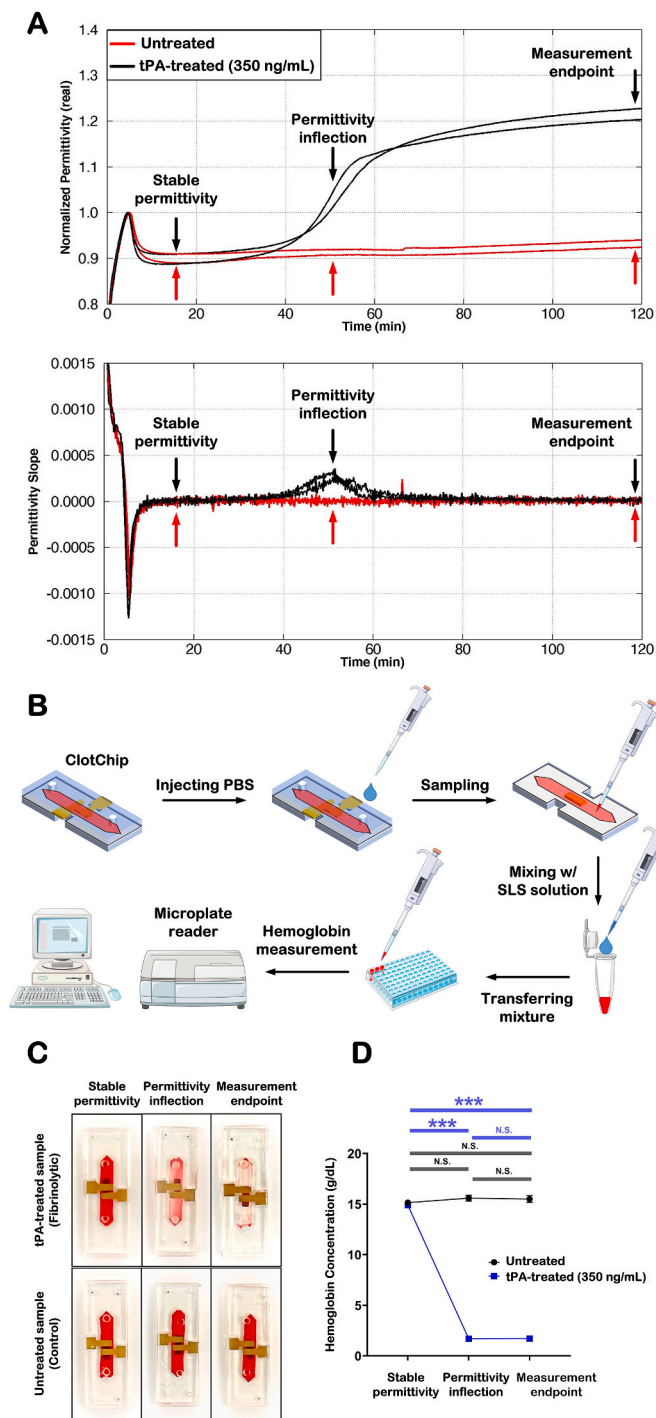 A
Untreated
tPA-treated (350 ng/mL)
Measurement
endpoint
Permittivity
inflection
Stable
permittivity
Normalized Permittivity (real)
1.4
1.3
1.2
1.1
1.0
0.9
0.8
0
20
40
60
80
100
120
Time (min)
Stable
permittivity
Permittivity
inflection
Measurement
endpoint
Permittivity Slope
0.0015
0.0010
0.0005
0.0000
-0.0005
-0.0010
-0.0015
0
20
40
60
80
100
120
Time (min)
B
ClotChip
Injecting PBS
Sampling
Mixing w/
SLS solution
Transferring
mixture
Hemoglobin
measurement
Microplate
reader
C
Stable
permittivity
Permittivity
inflection
Measurement
endpoint
tPA-treated sample
(Fibrinolytic)
Untreated sample
(Control)
D
***
***
N.S.
N.S.
N.S.
N.S.
Hemoglobin Concentration (g/dL)
20
15
10
5
0
Untreated
tPA-treated (350 ng/mL)
Stable
permittivity
Permittivity
inflection
Measurement
endpoint